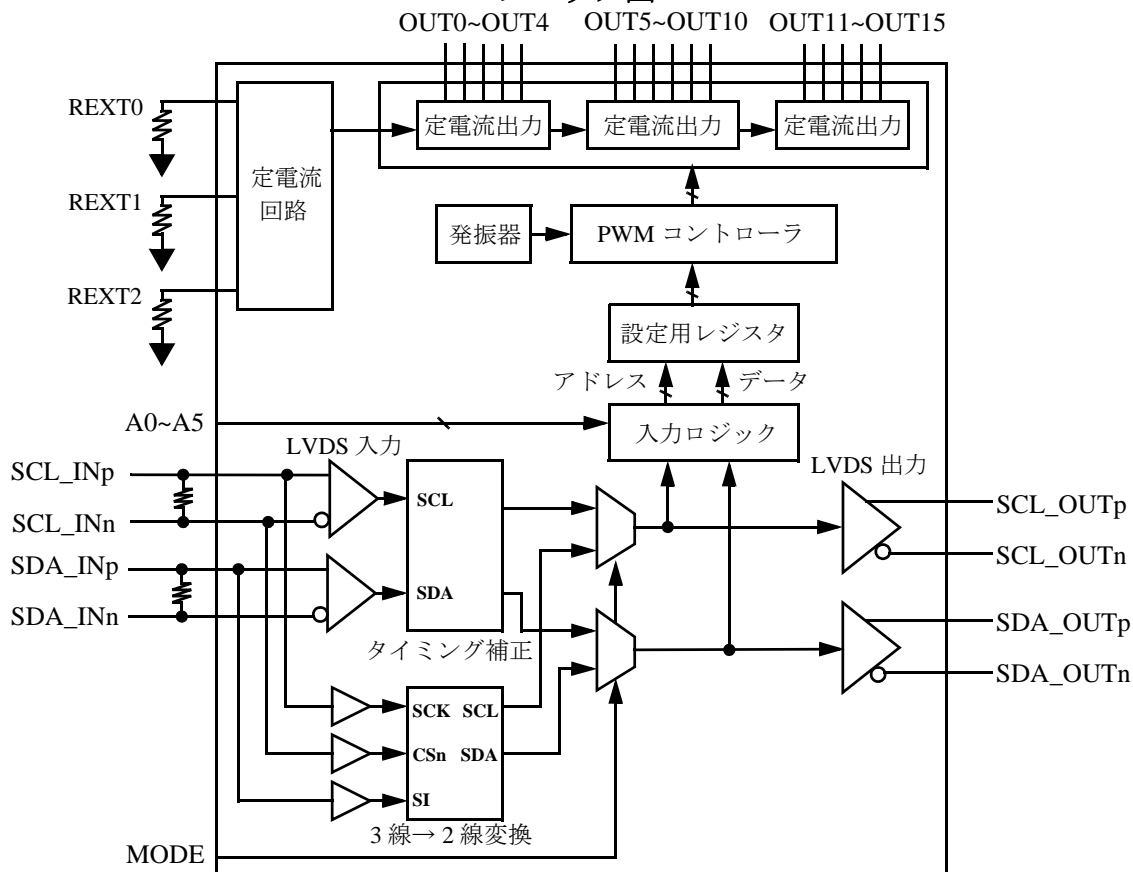 OUT0~OUT4 OUT5~OUT10 OUT11~OUT15
REXT0
定電流出力 定電流出力 定電流出力
定電流
回路
REXT1
発振器 PWM コントローラ
REXT2
設定用レジスタ
アドレス データ
A0~A5
入力ロジック
LVDS 入力
LVDS 出力
SCL_INp
SCL
SCL_OUTp
SCL_INn
SCL_OUTn
SDA_INp
SDA
SDA_INn
SDA_OUTp
タイミング補正
SDA_OUTn
SCK SCL
CSn SDA
SI
3 線→ 2 線変換
MODE